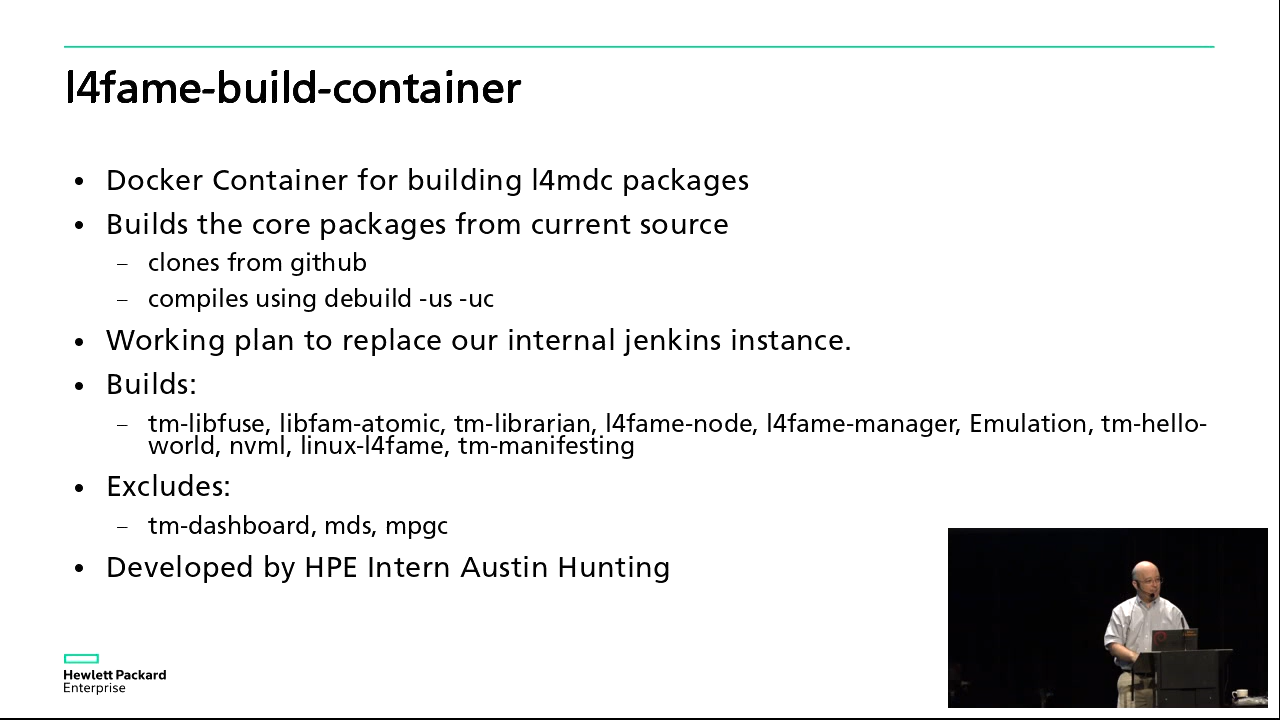 l4fame-build-container
• Docker Container for building l4mdc packages
• Builds the core packages from current source
– clones from github
– compiles using debuild -us -uc
• Working plan to replace our internal jenkins instance.
• Builds:
– tm-libfuse, libfam-atomic, tm-librarian, l4fame-node, l4fame-manager, Emulation, tm-hello-
world, nvml, linux-l4fame, tm-manifesting
• Excludes:
– tm-dashboard, mds, mpgc
• Developed by HPE Intern Austin Hunting
Hewlett Packard
Enterprise